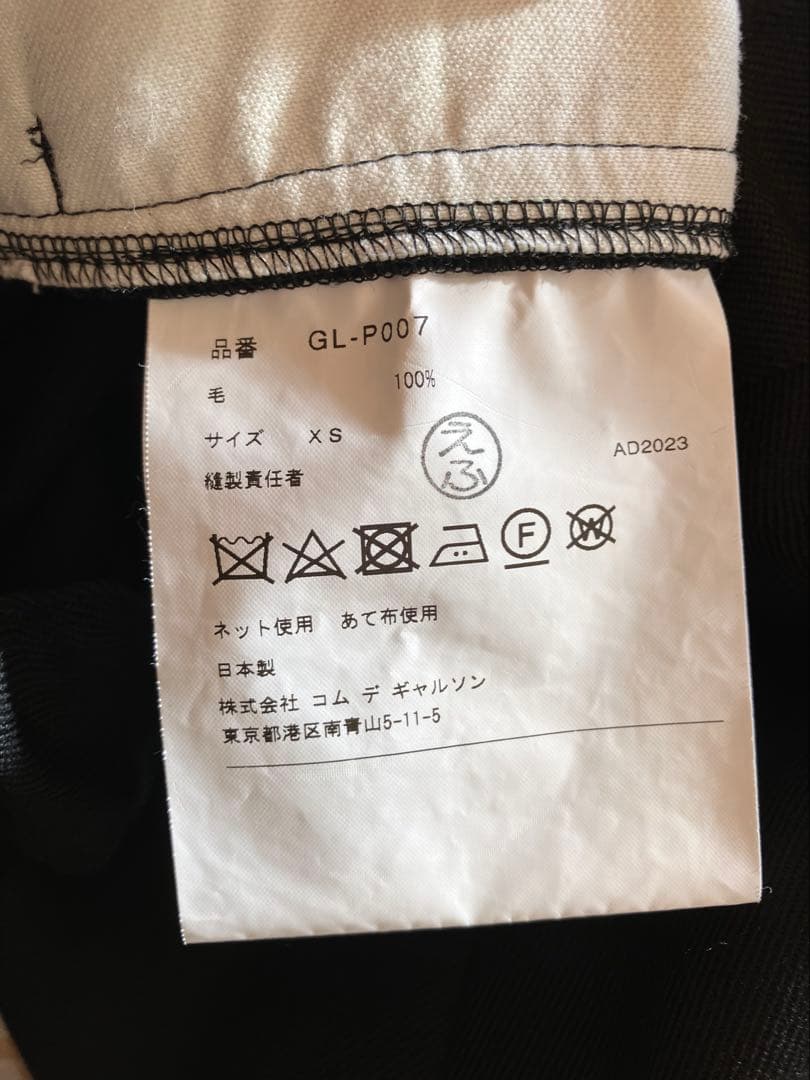 品番 GL-P007
毛 100%
サイズ XS
えふ
AD2023
縫製責任者
F W
ネット使用 あて布使用
日本製
株式会社 コム デ ギャルソン
東京都港区南青山5-11-5